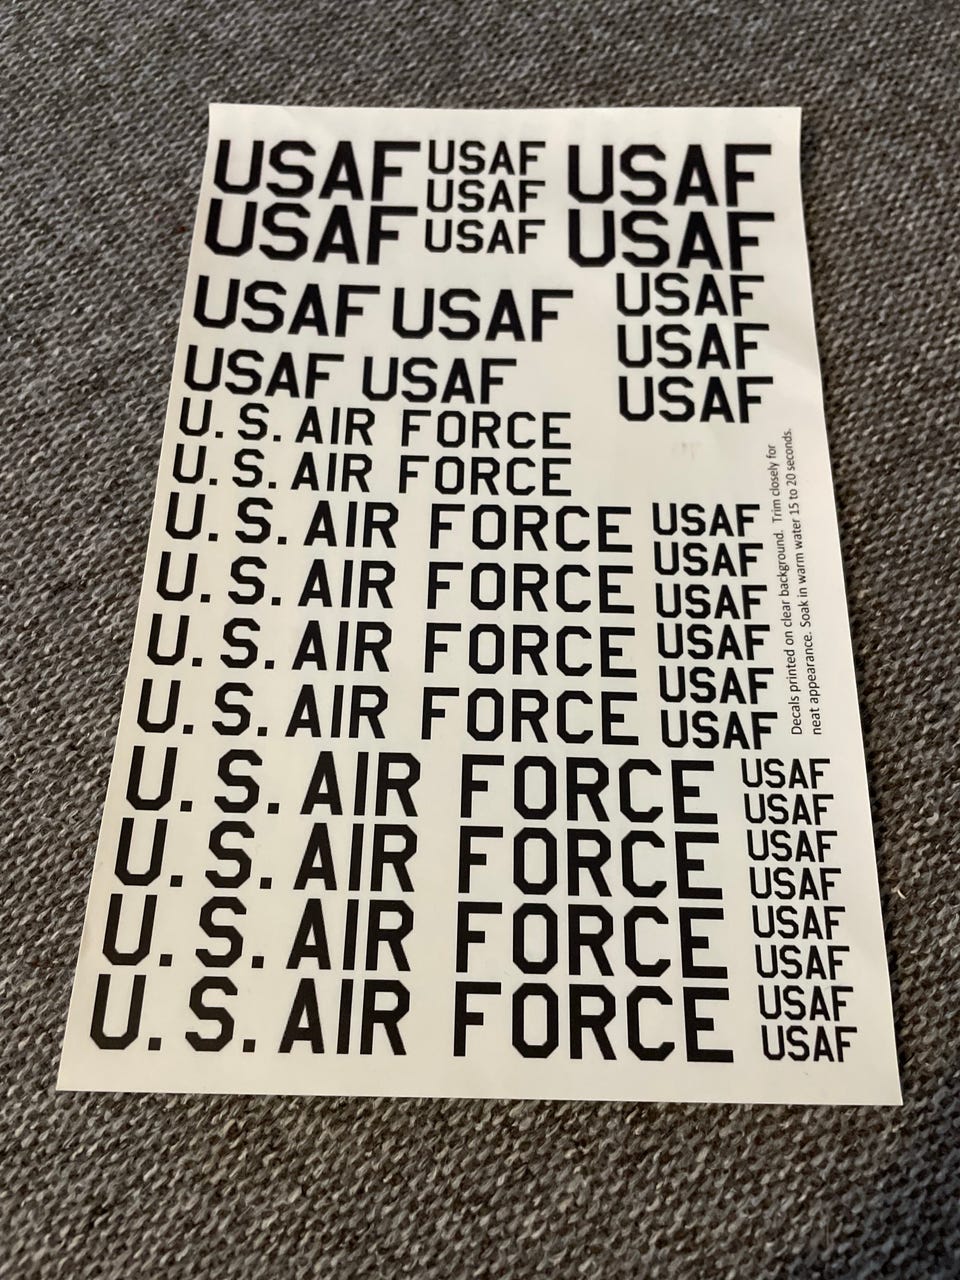 USAF USAF USAF
USAF
USAF USAF USAF
USAF
USAF USAF
USAF
USAF USAF
USAF
U. S. AIR FORCE
U. S. AIR FORCE
U. S. AIR FORCE USAF
USAF
U. S. AIR FORCE USAF
U. S. AIR FORCE USAF
USAF
U. S. AIR FORCE USAF
Decals printed on clear background. Trim closely for
neat appearance. Soak in warm water 15 to 20 seconds.
U. S. AIR FORCE USAF
USAF
U. S. AIR FORCE USAF
USAF
U. S. AIR FORCE USAF
USAF
U. S. AIR FORCE USAF
USAF